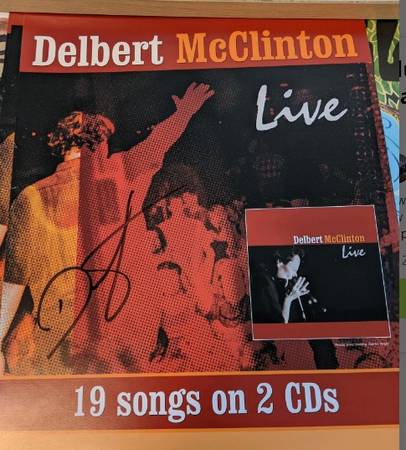 Delbert McClinton
Live
Delbert McClinton
Live
19 songs on 2 CDs